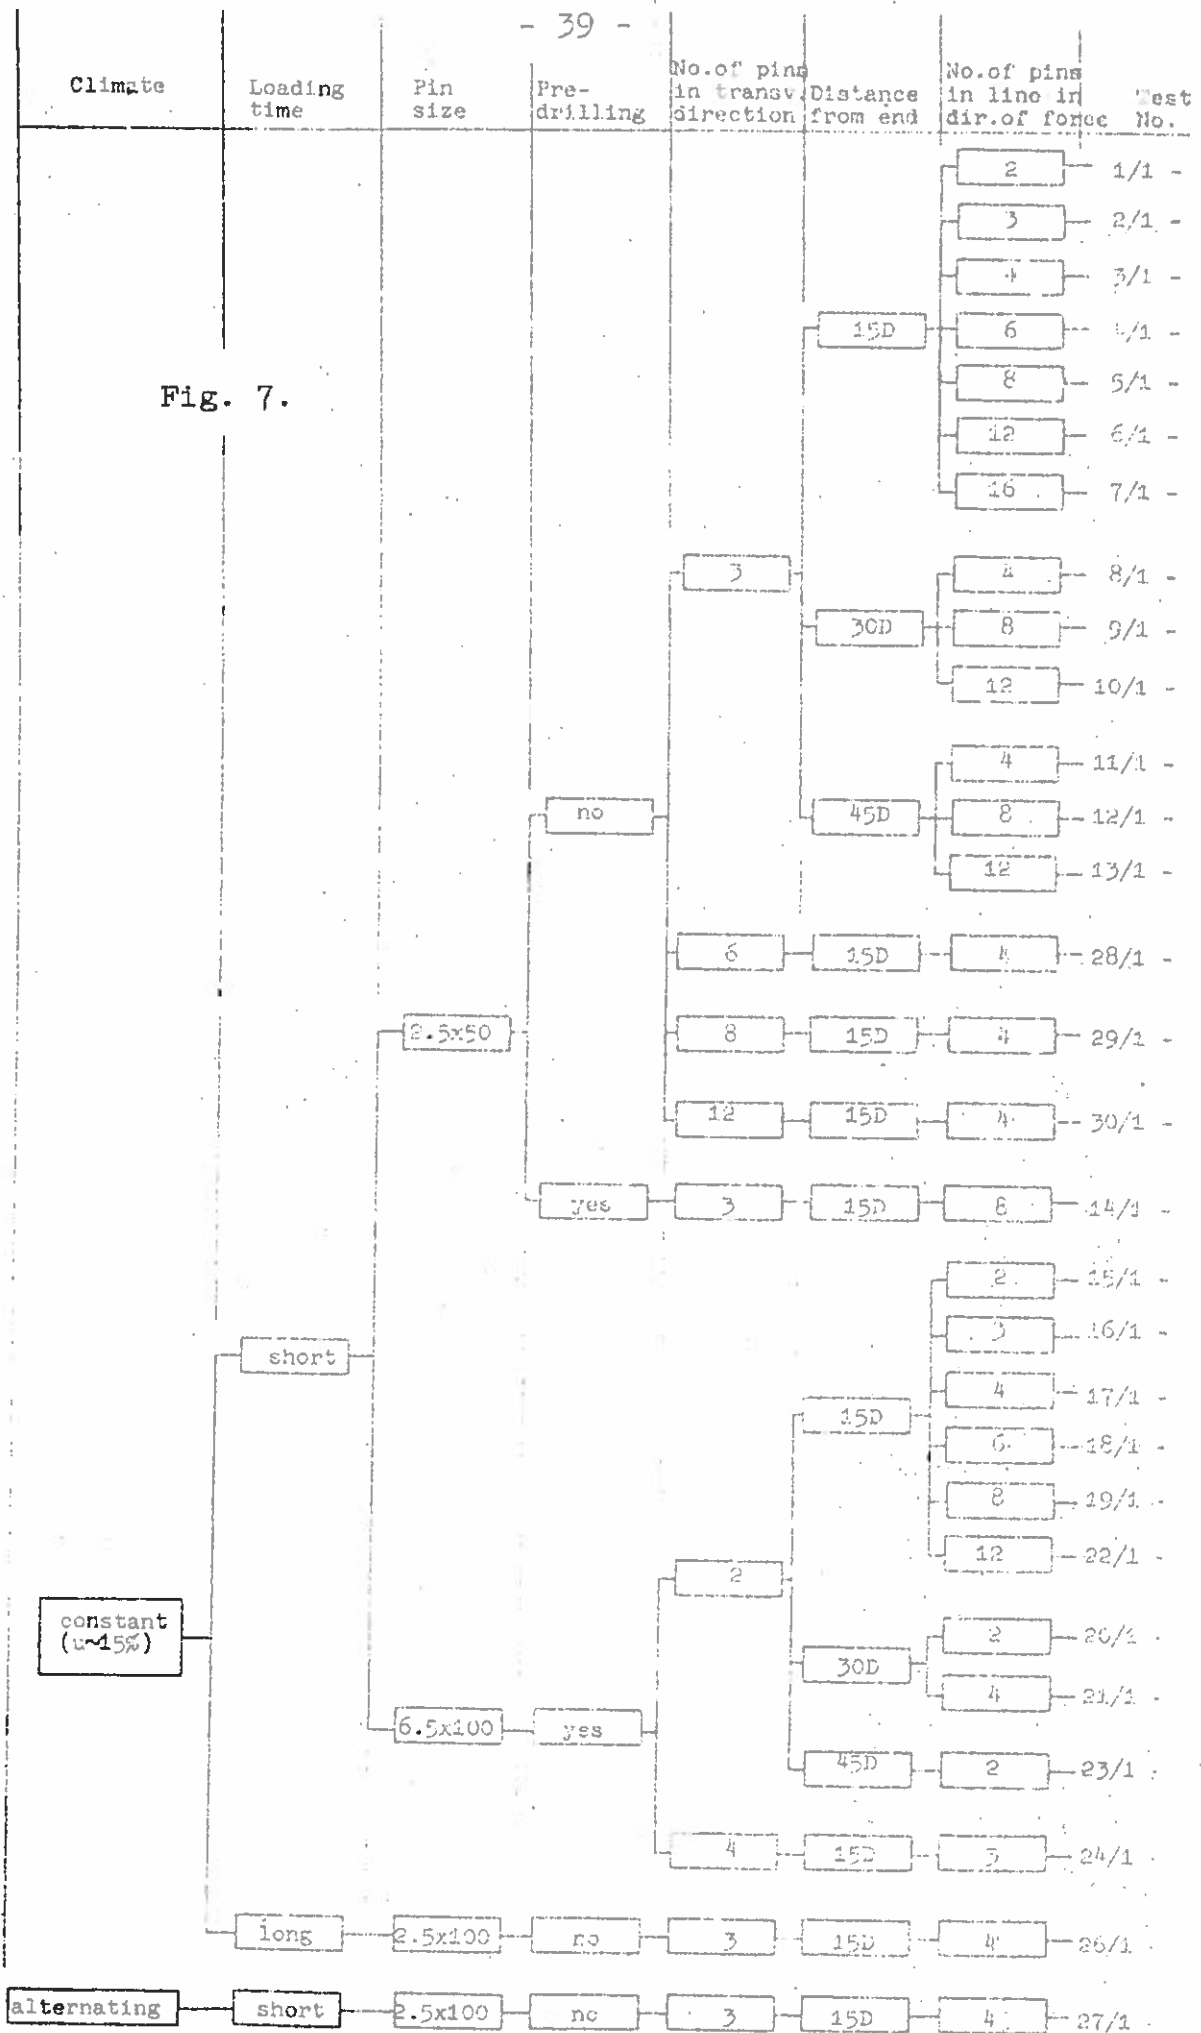 - 39 -
Climate Loading time Pin size Pre-drilling No.of pins in transv. direction Distance from end No.of pins in line in dir.of force Test No.
2 1/1 -
3 2/1 -
4 3/1 -
15D 6 4/1 -
Fig. 7.
8 5/1 -
12 6/1 -
16 7/1 -
3 4 8/1 -
30D 8 9/1 -
12 10/1 -
4 11/1 -
no 45D 8 12/1 -
12 13/1 -
6 15D 4 28/1 -
2.5x50 8 15D 4 29/1 -
12 15D 4 30/1 -
yes 3 15D 8 14/1 -
2 15/1 -
short 3 16/1 -
4 17/1 -
15D
6 18/1 -
8 19/1 -
12 22/1 -
2
constant
(u~15%)
2 20/1 -
30D
4 21/1 -
6.5x100 yes
45D 2 23/1 -
4 15D 3 24/1 -
long 2.5x100 no 3 15D 4 26/1 -
alternating short 2.5x100 no 3 15D 4 27/1 -